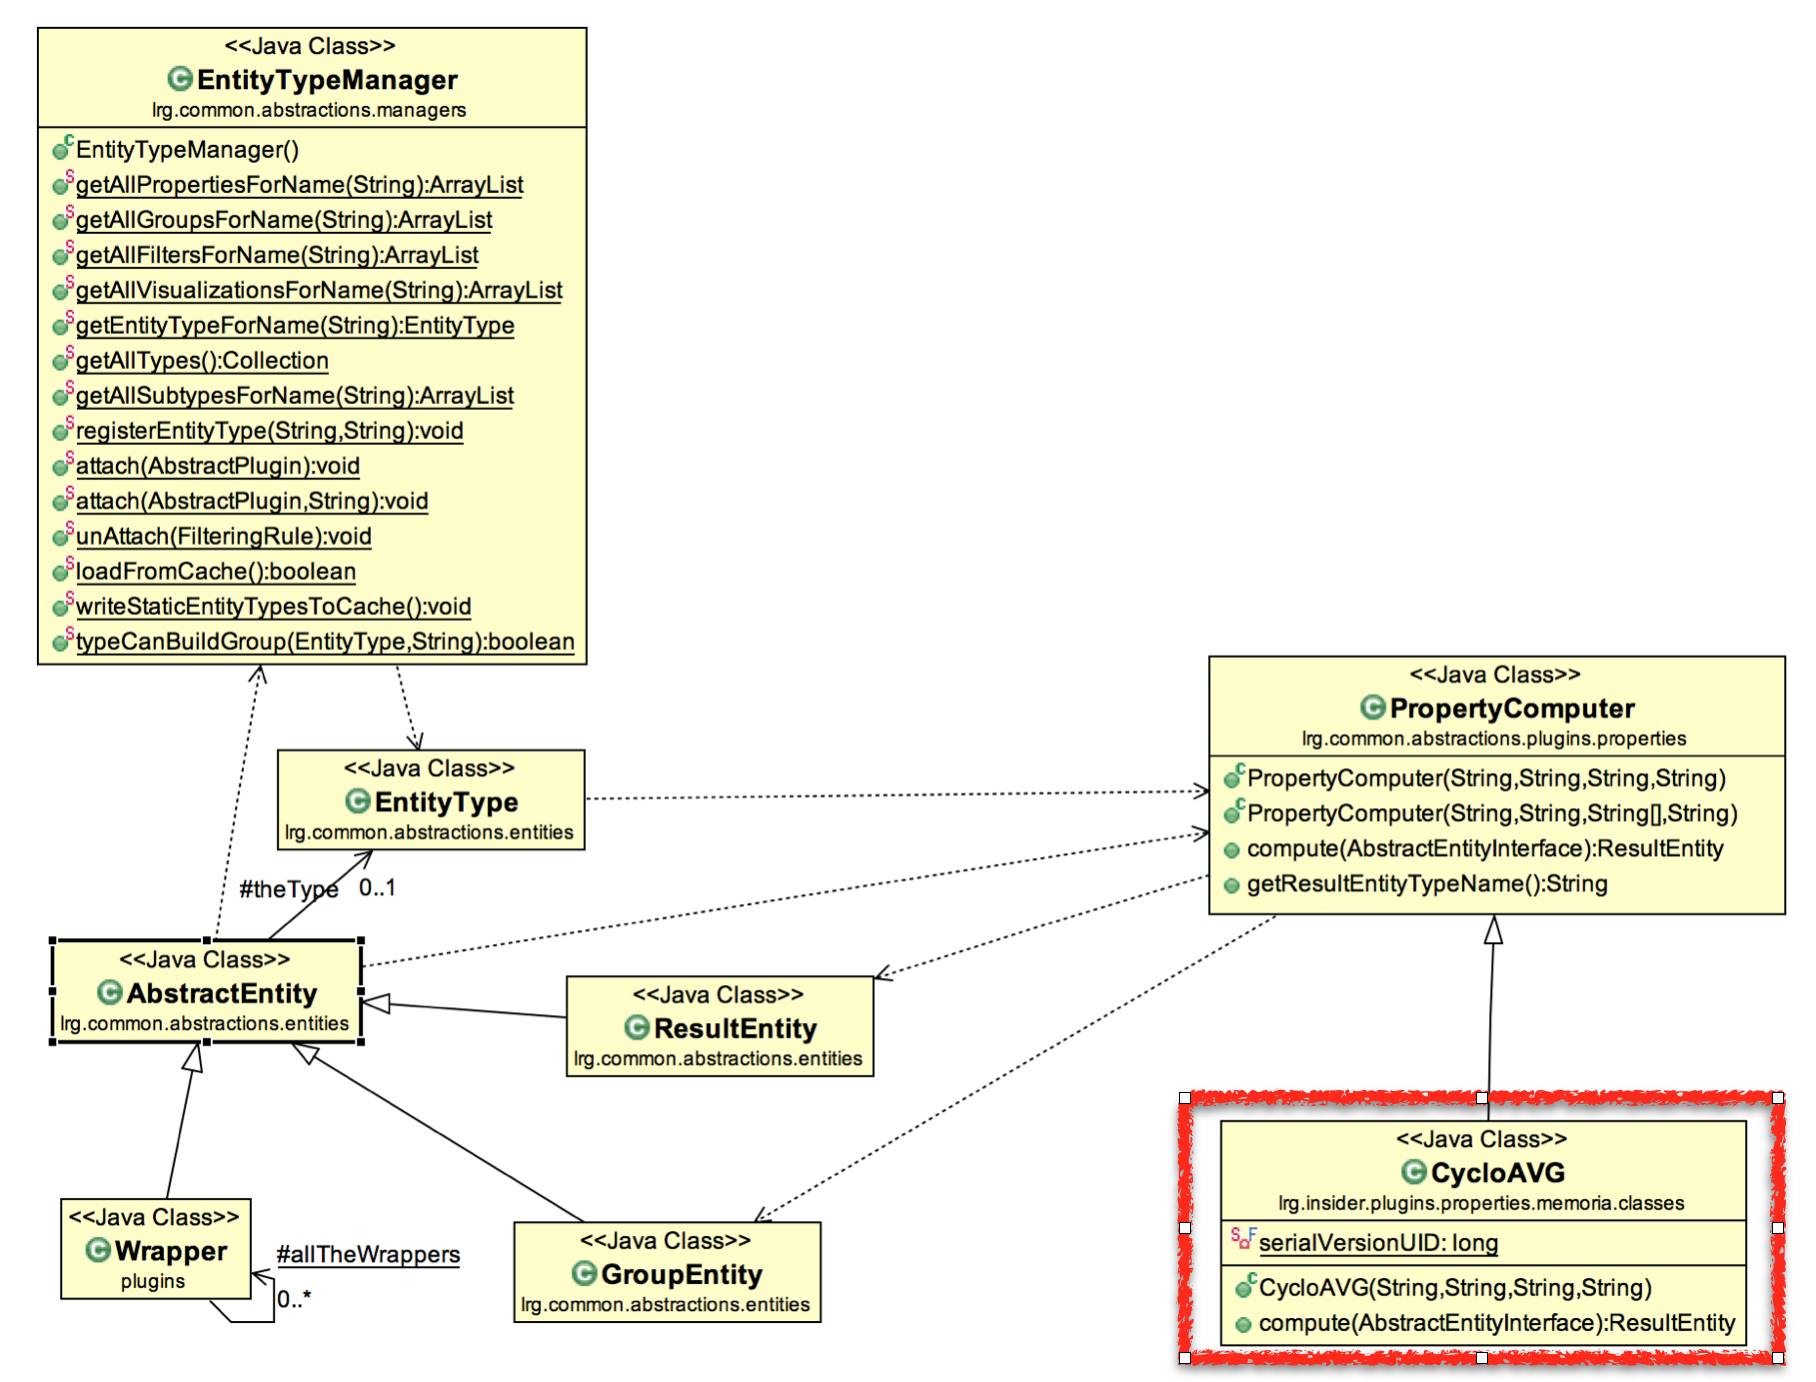 <<Java Class>>
EntityTypeManager
lrg.common.abstractions.managers
EntityTypeManager()
getAllPropertiesForName(String):ArrayList
getAllGroupsForName(String):ArrayList
getAllFiltersForName(String):ArrayList
getAllVisualizationsForName(String):ArrayList
getEntityTypeForName(String):EntityType
getAllTypes():Collection
getAllSubtypesForName(String):ArrayList
registerEntityType(String,String):void
attach(AbstractPlugin):void
attach(AbstractPlugin,String):void
unAttach(FilteringRule):void
loadFromCache():boolean
writeStaticEntityTypesToCache():void
typeCanBuildGroup(EntityType,String):boolean
<<Java Class>>
PropertyComputer
lrg.common.abstractions.plugins.properties
PropertyComputer(String,String,String,String)
PropertyComputer(String,String,String[],String)
compute(AbstractEntityInterface):ResultEntity
getResultEntityTypeName():String
<<Java Class>>
EntityType
lrg.common.abstractions.entities
#theType 0..1
<<Java Class>>
AbstractEntity
lrg.common.abstractions.entities
<<Java Class>>
ResultEntity
lrg.common.abstractions.entities
<<Java Class>>
CycloAVG
lrg.insider.plugins.properties.memoria.classes
serialVersionUID: long
CycloAVG(String,String,String,String)
compute(AbstractEntityInterface):ResultEntity
<<Java Class>>
Wrapper
plugins
#allTheWrappers
0..*
<<Java Class>>
GroupEntity
lrg.common.abstractions.entities